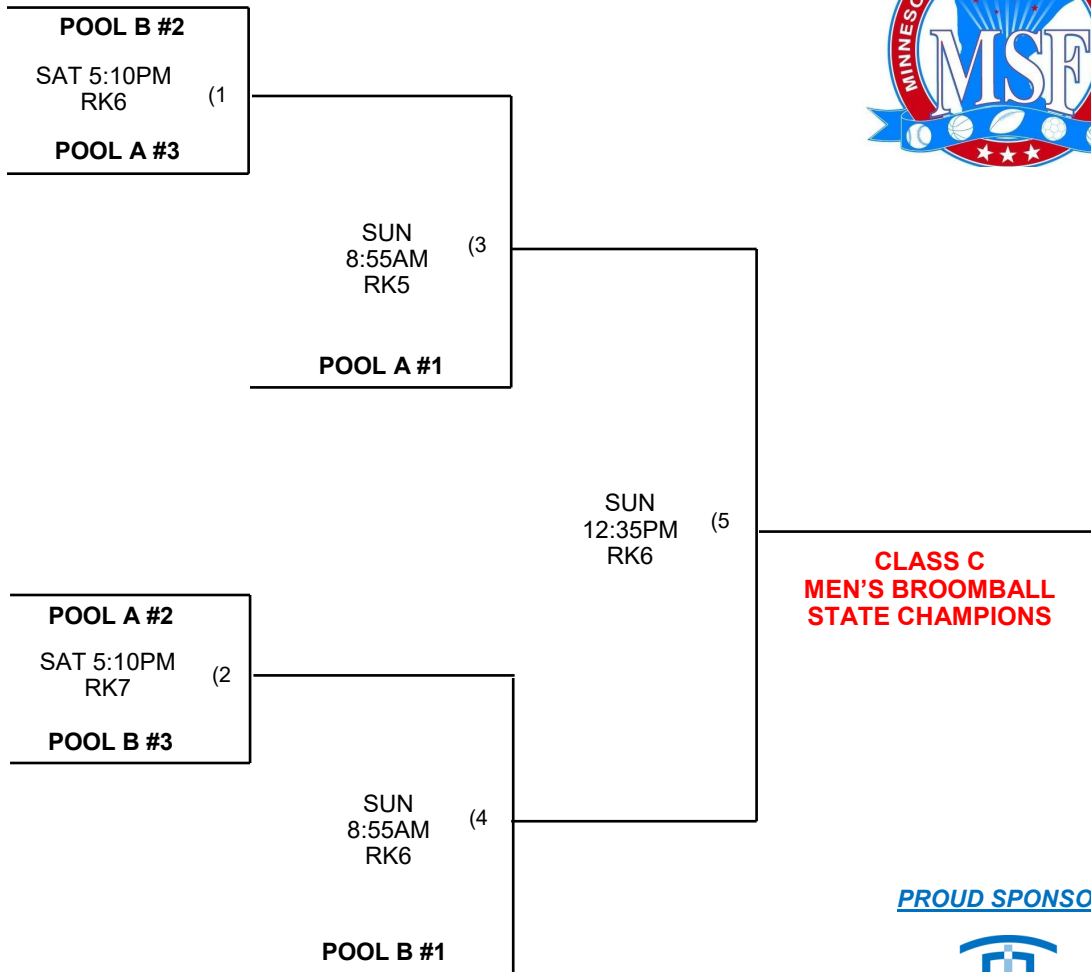 POOL B #2
SAT 5:10PM
RK6
(1
POOL A #3
SUN
8:55AM
RK5
(3
POOL A #1
SUN
12:35PM
RK6
(5
CLASS C
MEN'S BROOMBALL
STATE CHAMPIONS
POOL A #2
SAT 5:10PM
RK7
(2
POOL B #3
SUN
8:55AM
RK6
(4
POOL B #1
MSF
PROUD SPONSO